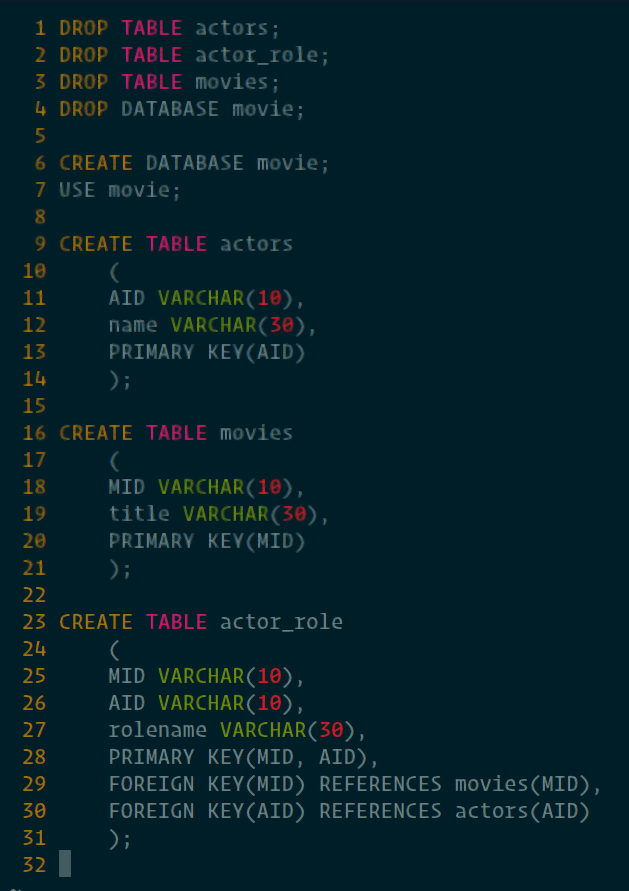 1 DROP TABLE actors;
2 DROP TABLE actor_role;
3 DROP TABLE movies;
4 DROP DATABASE movie;
5
6 CREATE DATABASE movie;
7 USE movie;
8
9 CREATE TABLE actors
10     (
11     AID VARCHAR(10),
12     name VARCHAR(30),
13     PRIMARY KEY(AID)
14     );
15
16 CREATE TABLE movies
17     (
18     MID VARCHAR(10),
19     title VARCHAR(30),
20     PRIMARY KEY(MID)
21     );
22
23 CREATE TABLE actor_role
24     (
25     MID VARCHAR(10),
26     AID VARCHAR(10),
27     rolename VARCHAR(30),
28     PRIMARY KEY(MID, AID),
29     FOREIGN KEY(MID) REFERENCES movies(MID),
30     FOREIGN KEY(AID) REFERENCES actors(AID)
31     );
32